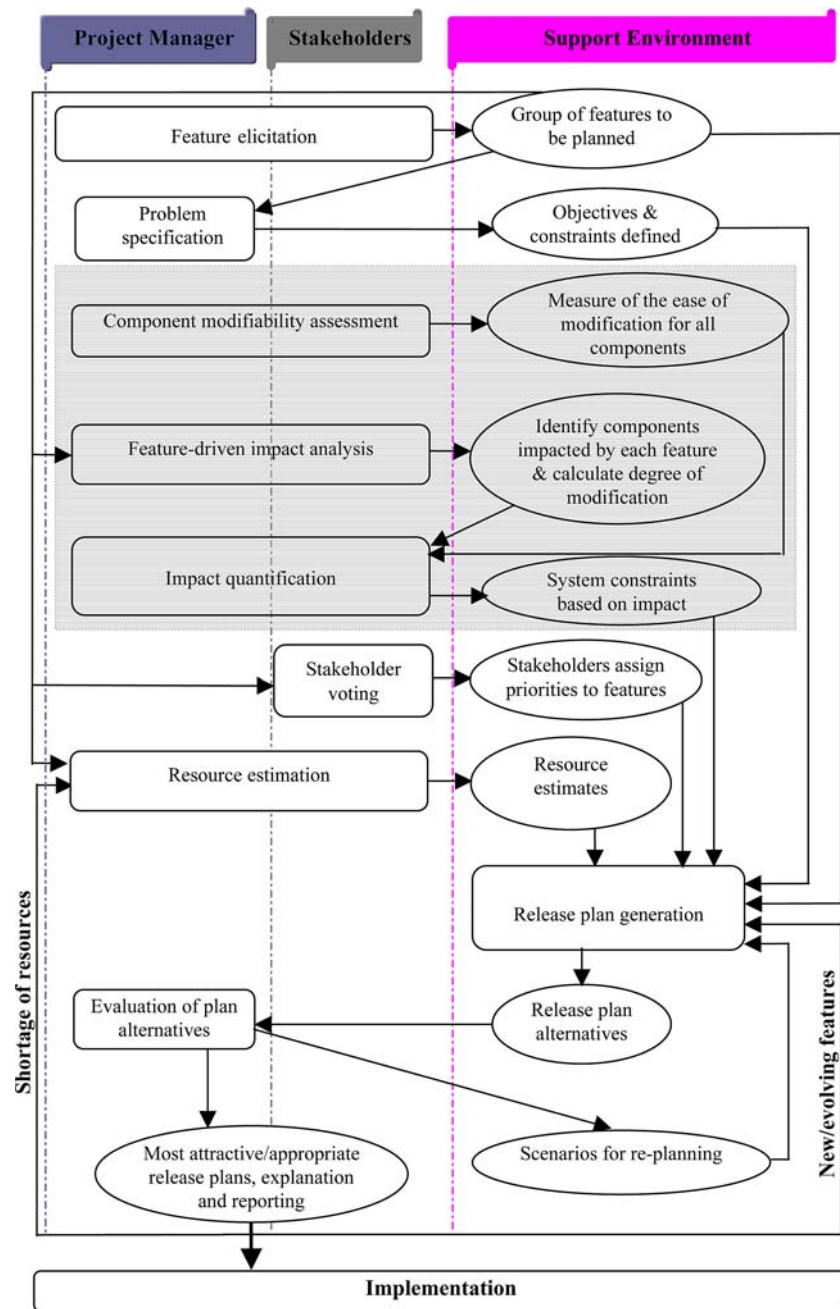 Project Manager
Stakeholders
Support Environment
Feature elicitation
Group of features to
be planned
Problem
specification
Objectives &
constraints defined
Component modifiability assessment
Measure of the ease of
modification for all
components
Feature-driven impact analysis
Identify components
impacted by each feature
& calculate degree of
modification
Impact quantification
System constraints
based on impact
Stakeholder
voting
Stakeholders assign
priorities to features
Resource estimation
Resource
estimates
Release plan generation
Shortage of resources
New/evolving features
Evaluation of plan
alternatives
Release plan
alternatives
Most attractive/appropriate
release plans, explanation
and reporting
Scenarios for re-planning
Implementation